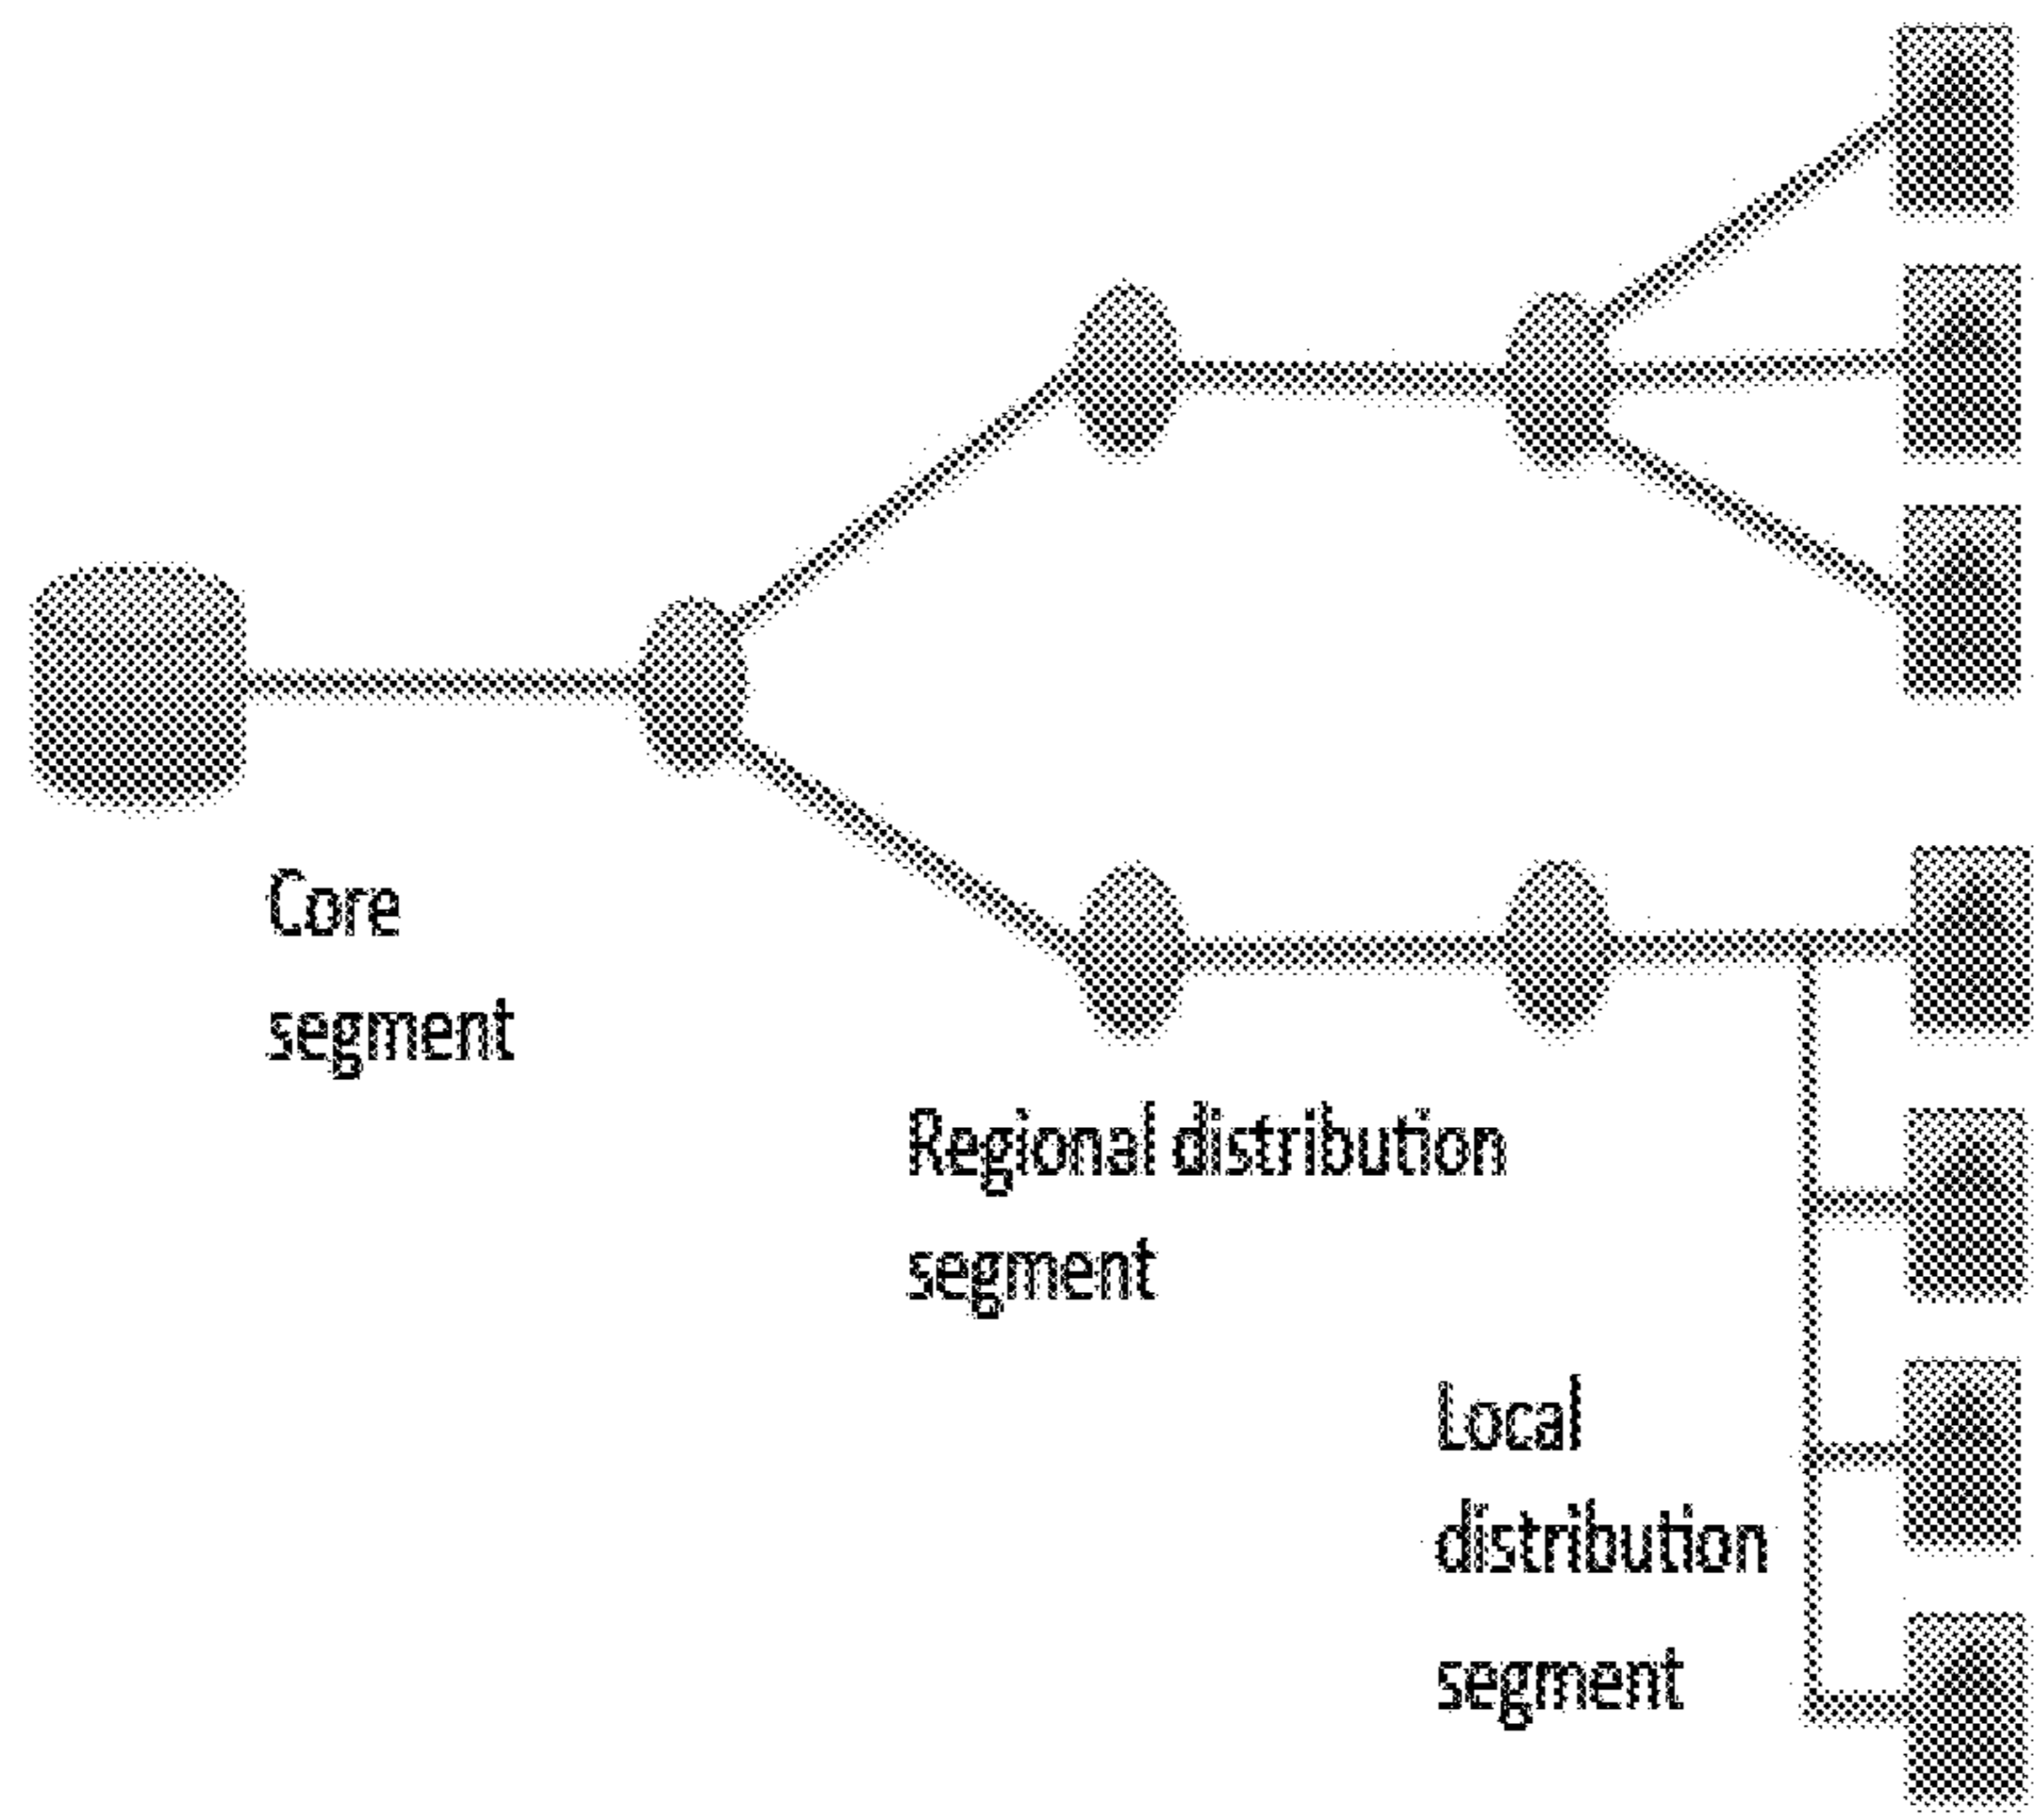 Core
segment
Regional distribution
segment
Local
distribution
segment